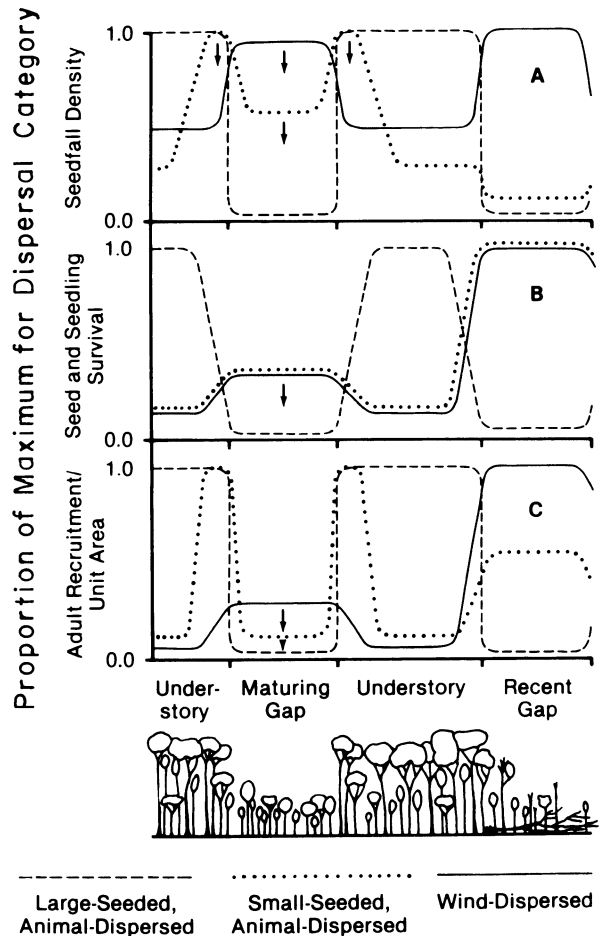 Proportion of Maximum for Dispersal Category
Seedfall Density
1.0
A
0.0
Seed and Seedling
Survival
1.0
B
0.0
Adult Recruitment/
Unit Area
1.0
C
0.0
Under-
story
Maturing
Gap
Understory
Recent
Gap
Large-Seeded,
Animal-Dispersed
Small-Seeded,
Animal-Dispersed
Wind-Dispersed